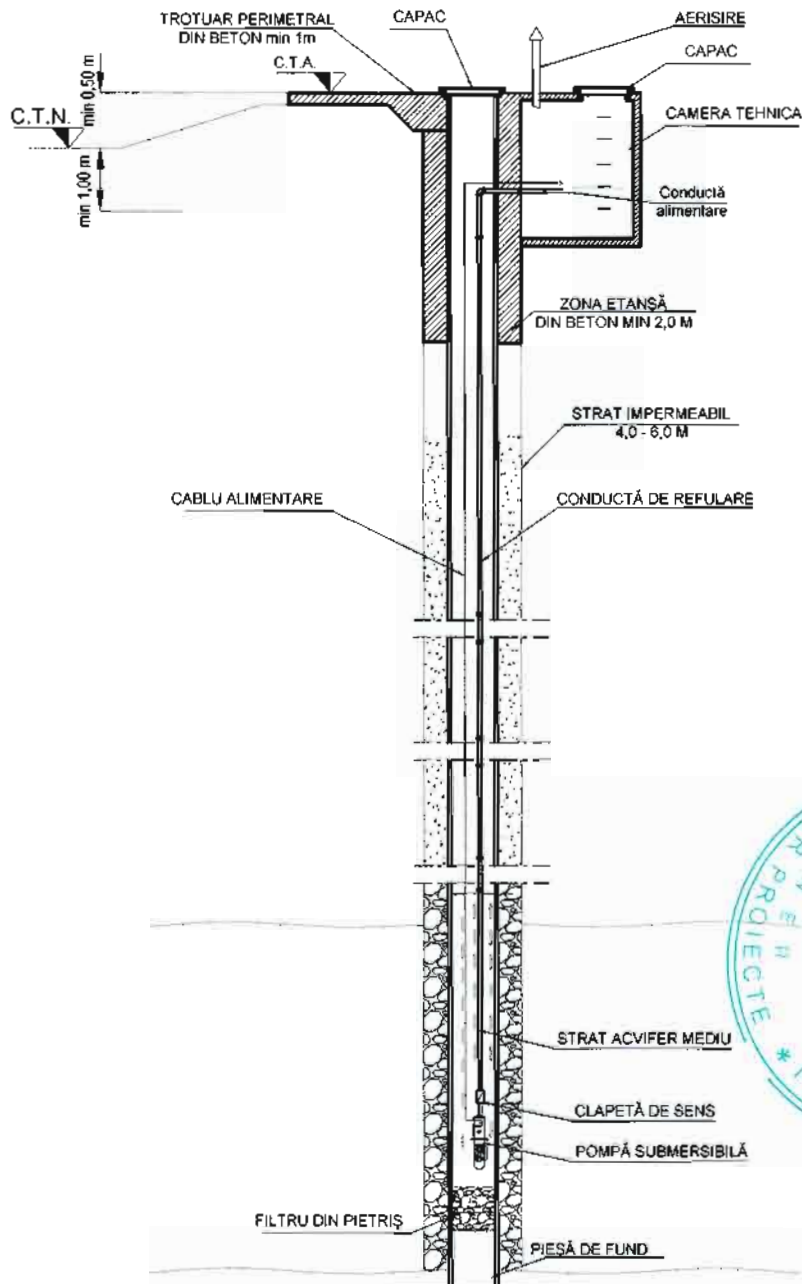 TROTUAR PERIMETRAL
DIN BETON min 1m
CAPAC
AERISIRE
CAPAC
C.T.A.
min 0,50 m
C.T.N.
CAMERA TEHNICA
min 1,00 m
Conductă
alimentare
ZONA ETANȘĂ
DIN BETON MIN 2,0 M
STRAT IMPERMEABIL
4,0 - 6,0 M
CABLU ALIMENTARE
CONDUCTĂ DE REFULARE
PROIECTE *
STRAT ACVIFER MEDIU
CLAPETĂ DE SENS
POMPĂ SUBMERSIBILĂ
FILTRU DIN PIETRIȘ
PIESĂ DE FUND